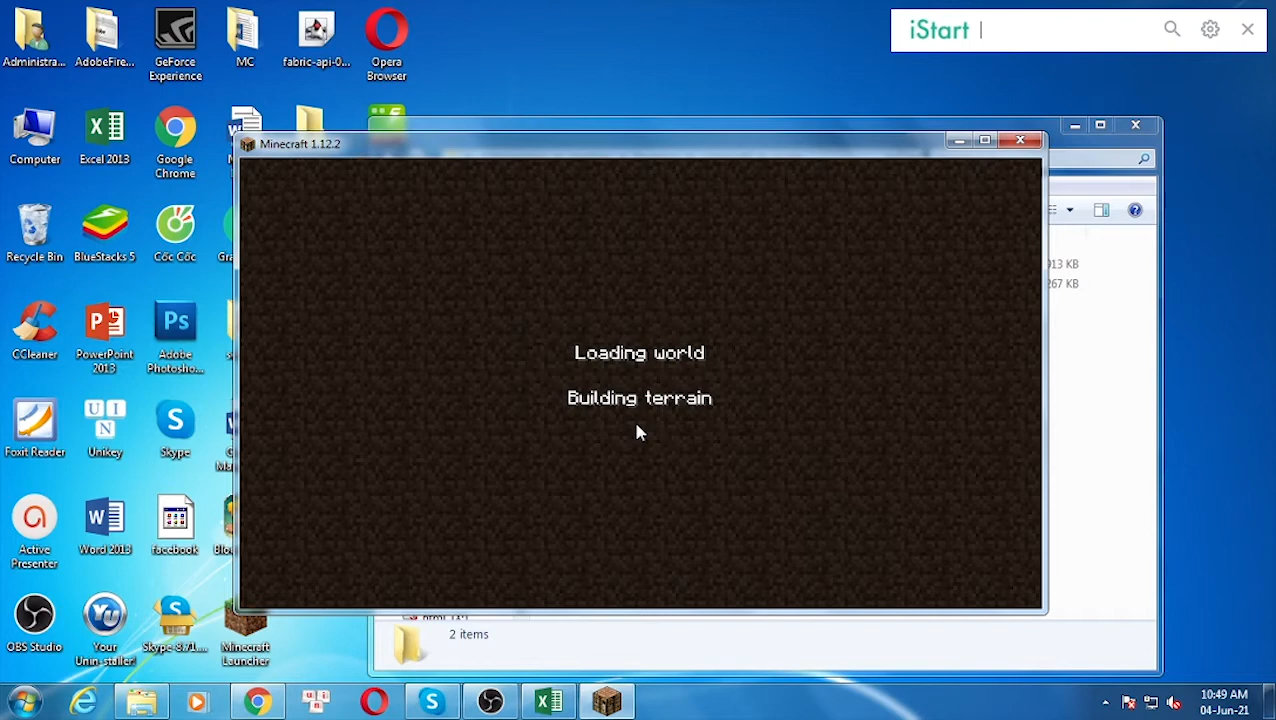 iStart
Administra...
AdobeFire...
GeForce
Experience
MC
fabric-api-0...
Opera
Browser
Computer
Excel 2013
Google
Chrome
Minecraft 1.12.2
Recycle Bin
BlueStacks 5
Cốc Cốc
913 KB
267 KB
CCleaner
PowerPoint
2013
Adobe
Photosho...
Loading world
Building terrain
Foxit Reader
UI
N
Unikey
Skype
Active
Presenter
Word 2013
facebook
OBS Studio
Your
Unin-staller!
Skype 8.71....
Minecraft
Launcher
2 items
10:49 AM
04-Jun-21